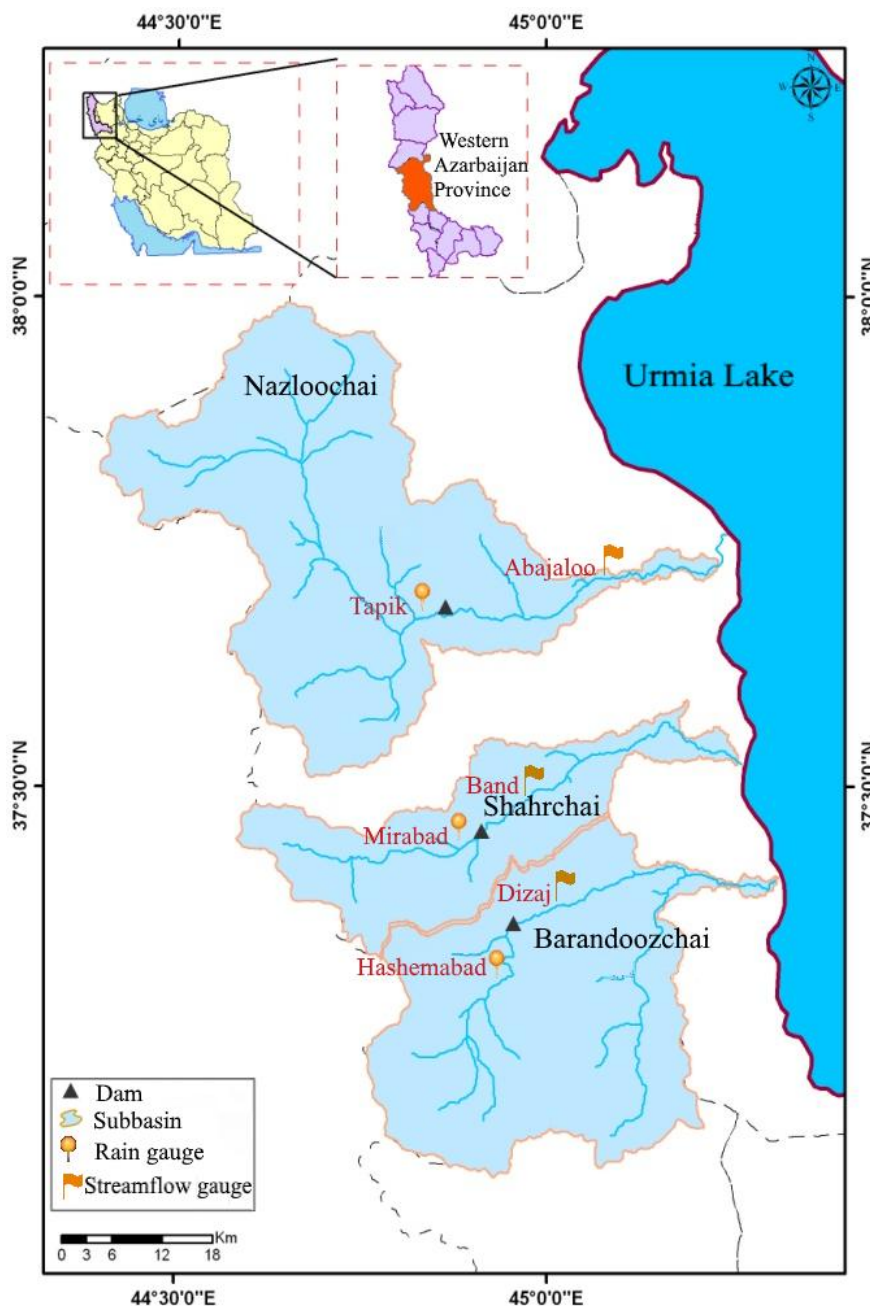 44°30'0"E
45°0'0"E
N
W
E
S
Western
Azarbaijan
Province
38°0'0"N
38°0'0"N
Nazloochai
Urmia Lake
Abajaloo
Tapik
37°30'0"N
37°30'0"N
Band
Shahrchai
Mirabad
Dizaj
Barandoozchai
Hashemabad
Dam
Subbasin
Rain gauge
Streamflow gauge
Km
0 3 6 12 18
44°30'0"E
45°0'0"E